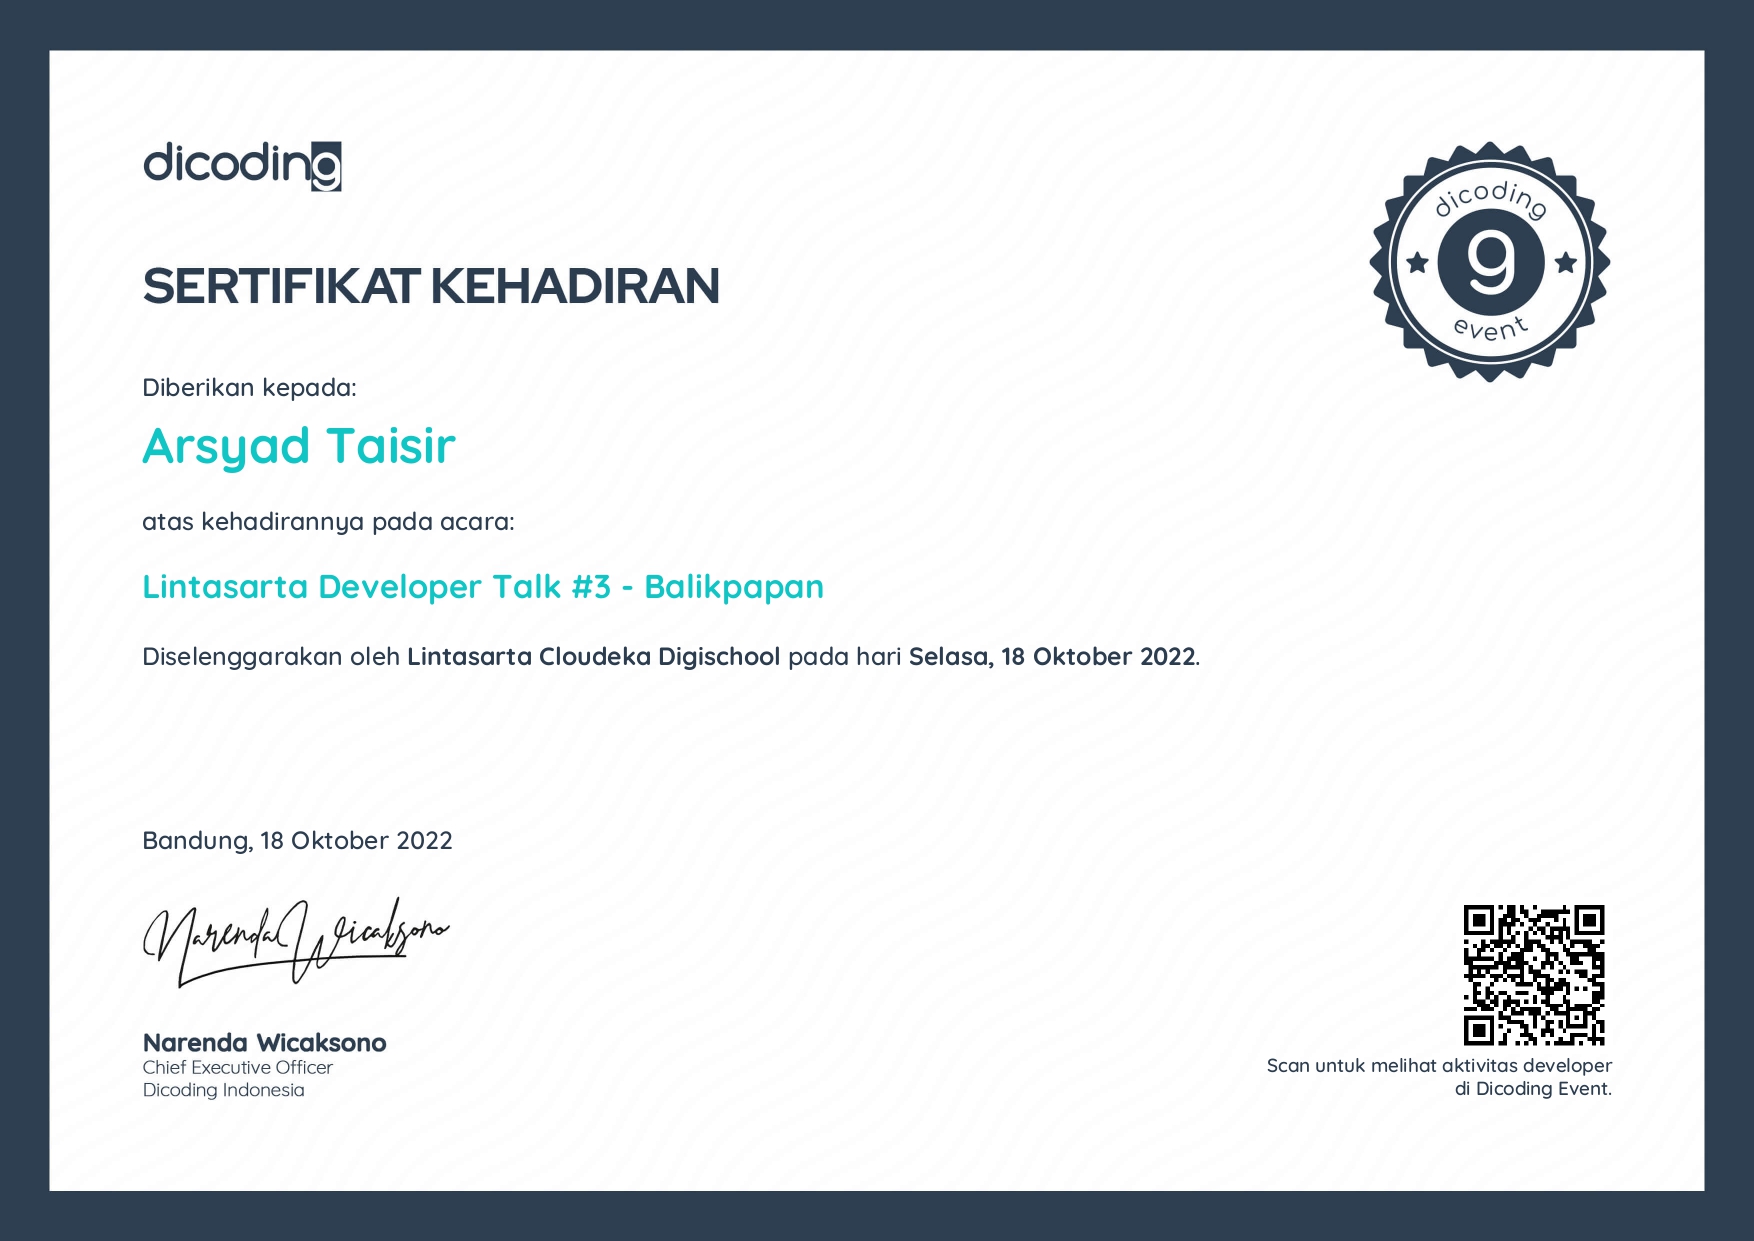 dicoding
dicoding
g
event
SERTIFIKAT KEHADIRAN
Diberikan kepada:
Arsyad Taisir
atas kehadirannya pada acara:
Lintasarta Developer Talk #3 - Balikpapan
Diselenggarakan oleh Lintasarta Cloudeka Digischool pada hari Selasa, 18 Oktober 2022.
Bandung, 18 Oktober 2022
Narenda Wicaksono
Narenda Wicaksono
Chief Executive Officer
Dicoding Indonesia
Scan untuk melihat aktivitas developer
di Dicoding Event.